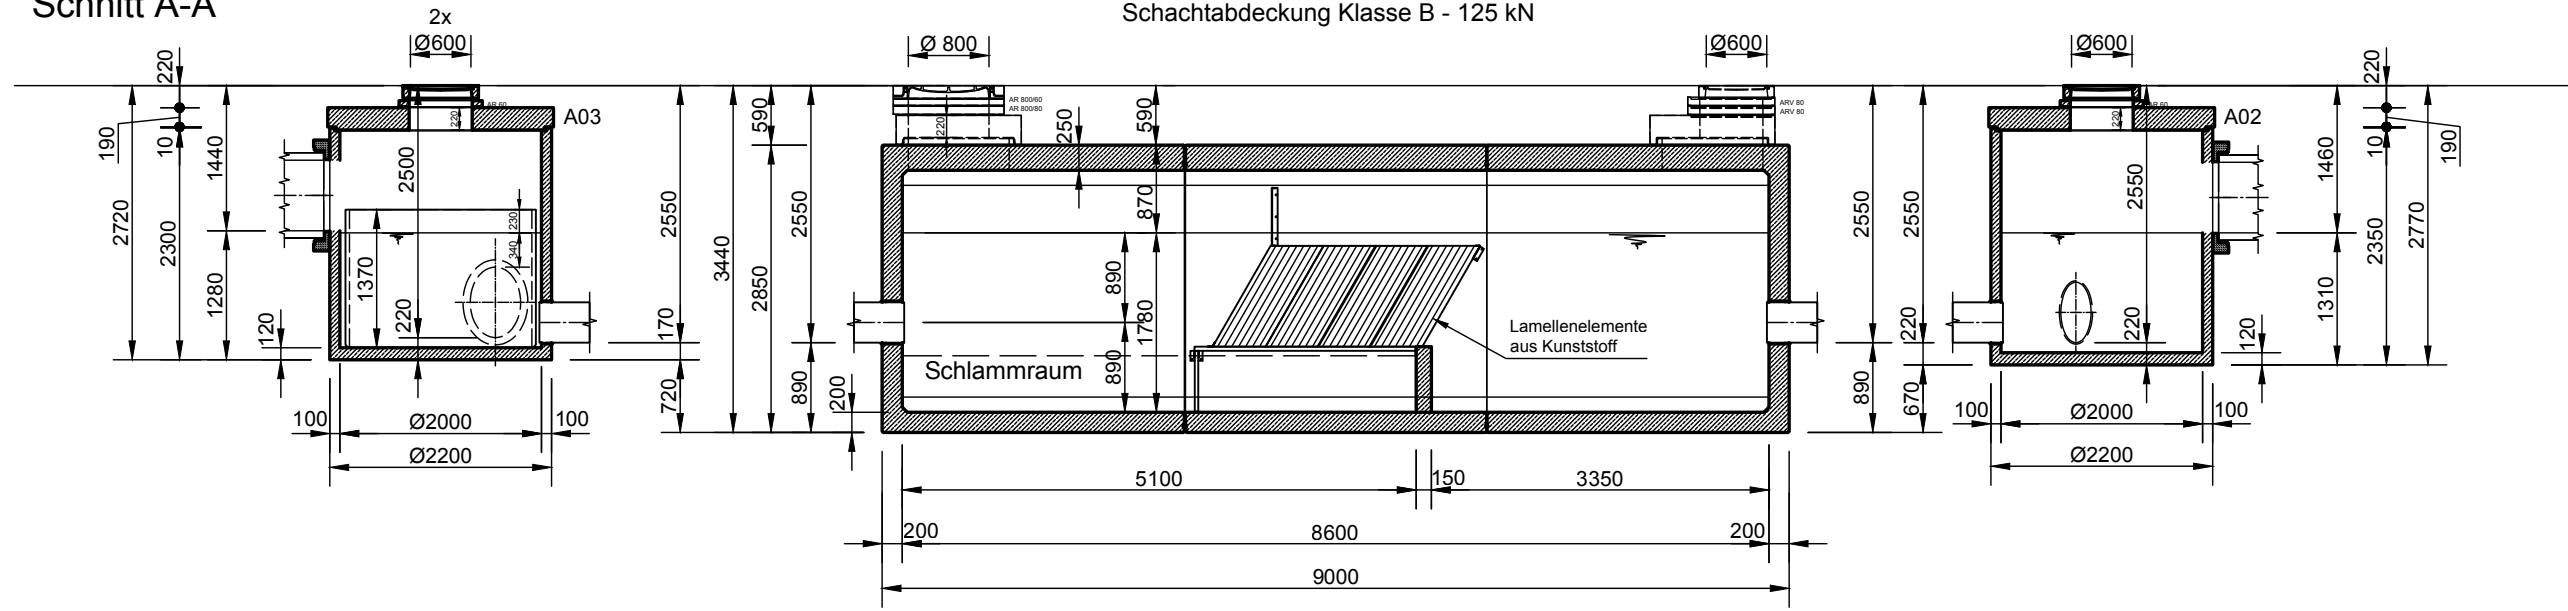 Schnitt A-A
Schachtabdeckung Klasse B - 125 kN
2x
Ø600
Ø 800
Ø600
Ø600
220
190
10
2720
2300
1440
1280
120
2500
220
AR 60
A03
1370
230
340
220
100
Ø2000
100
Ø2200
2550
170
720
3440
590
2850
2550
890
200
AR 800/60
AR 800/80
220
250
590
870
890
1780
890
Schlammraum
Lamellenelemente
aus Kunststoff
ARV 80
ARV 80
5100
150
3350
200
8600
200
9000
2550
890
2550
220
670
AR 60
A02
220
2550
220
1460
1310
120
220
10
190
2350
2770
100
Ø2000
100
Ø2200